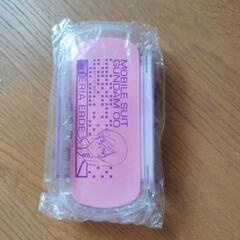 MOBILE SUIT
GUNDAM 00
TIERIA ERDE